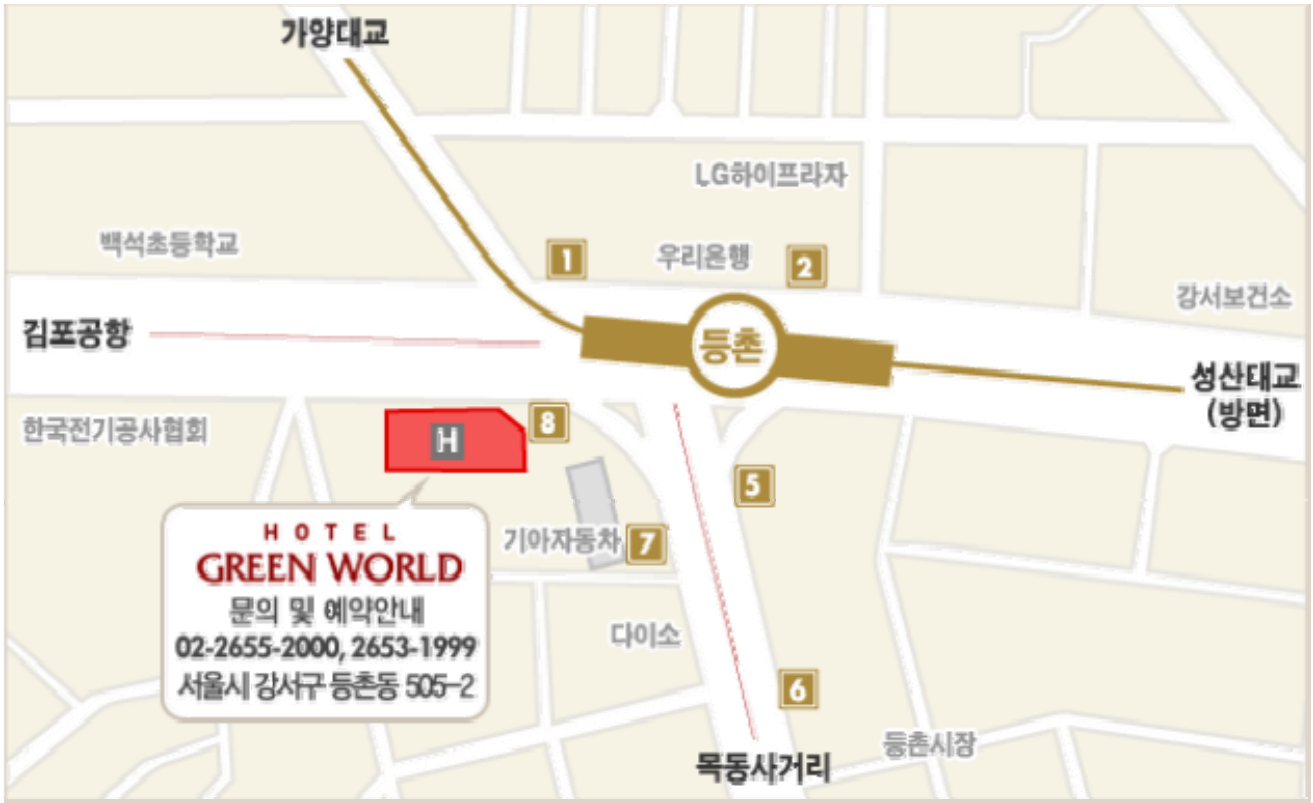 가양대교
LG하이프라자
백석초등학교
1
우리은행
2
강서보건소
김포공항
등촌
성산대교
(방면)
한국전기공사협회
H
8
5
기아자동차
7
HOTEL
GREEN WORLD
문의 및 예약안내
02-2655-2000, 2653-1999
서울시 강서구 등촌동 505-2
다이소
6
등촌시장
목동사거리